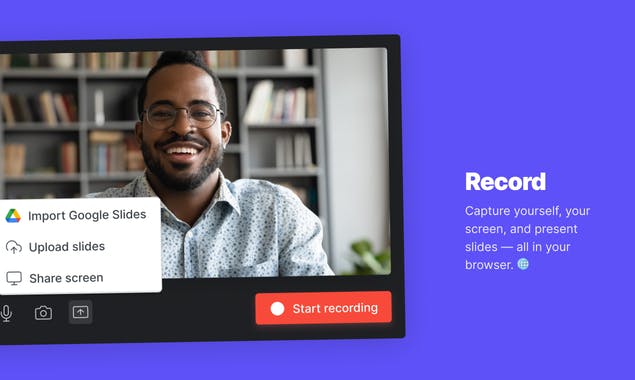 Import Google Slides
Upload slides
Share screen
Start recording
Record
Capture yourself, your
screen, and present
slides — all in your
browser. 🌐